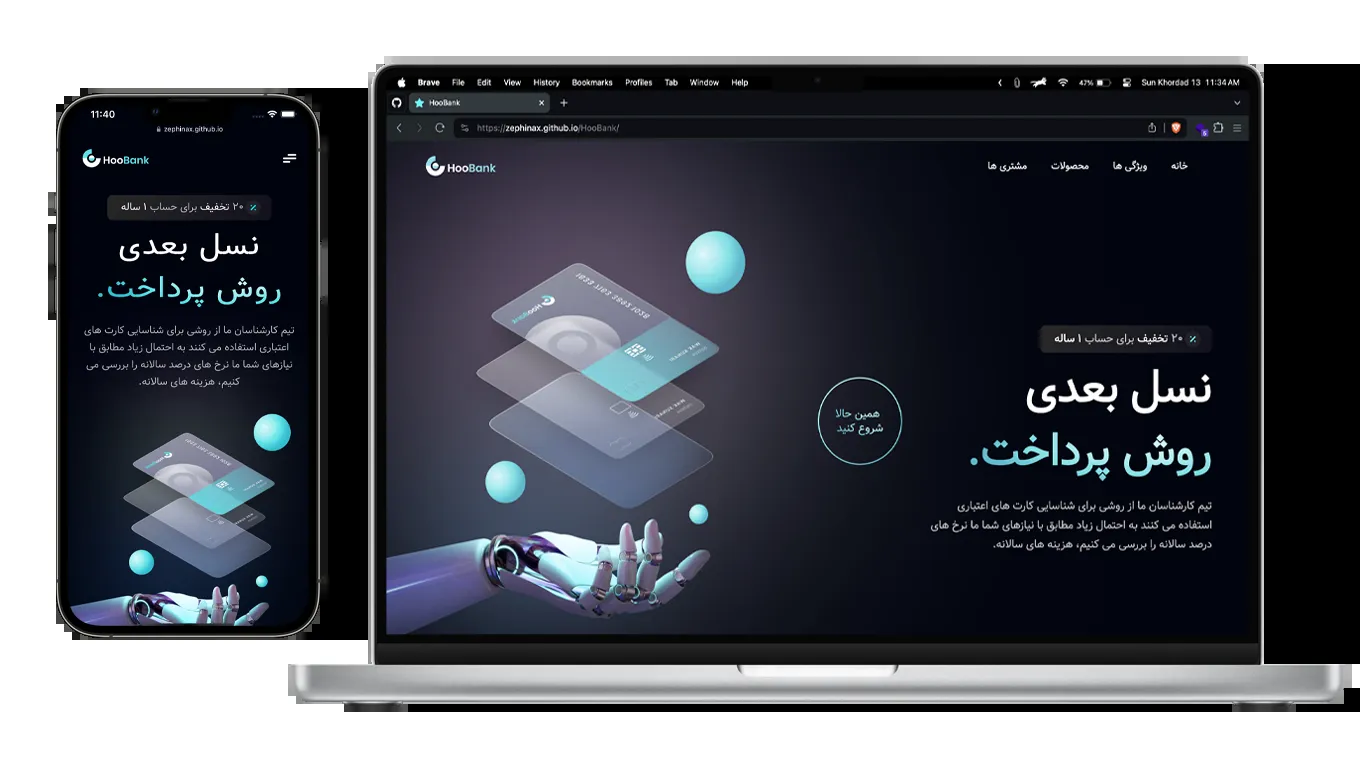 11:40
zephinax.github.io
HooBank
۲۰ تخفیف برای حساب ۱ ساله
نسل بعدی
روش پرداخت.
تیم کارشناسان ما از روشی برای شناسایی کارت های
اعتباری استفاده می کنند به احتمال زیاد مطابق با
نیازهای شما ما نرخ های درصد سالانه را بررسی می
کنیم، هزینه های سالانه.
Brave File Edit View History Bookmarks Profiles Tab Window Help
47% Sun Khordad 13 11:34 AM
HooBank
https://zephinax.github.io/HooBank/
HooBank
خانه ویژگی ها محصولات مشتری ها
HooBank
۲۰ تخفیف برای حساب ۱ ساله
نسل بعدی
روش پرداخت.
همین حالا
شروع کنید
تیم کارشناسان ما از روشی برای شناسایی کارت های اعتباری
استفاده می کنند به احتمال زیاد مطابق با نیازهای شما ما نرخ های
درصد سالانه را بررسی می کنیم، هزینه های سالانه.